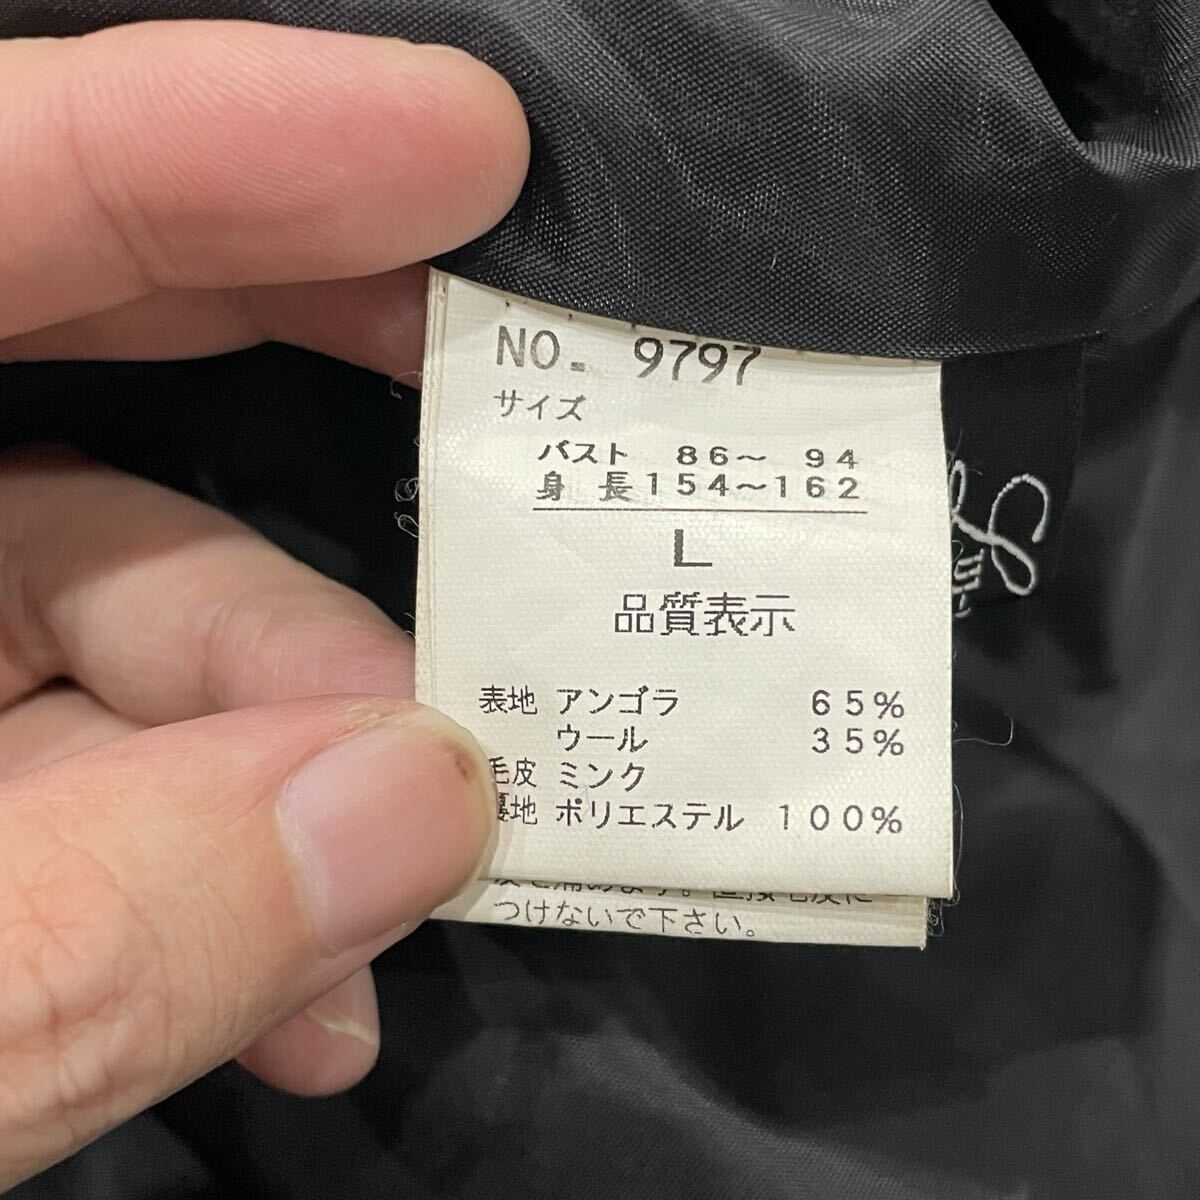 NO. 9797
サイズ
バスト 86～ 94
身 長154～162
L
品質表示
表地 アンゴラ 65%
ウール 35%
毛皮 ミンク
裏地 ポリエステル 100%
つけないで下さい。